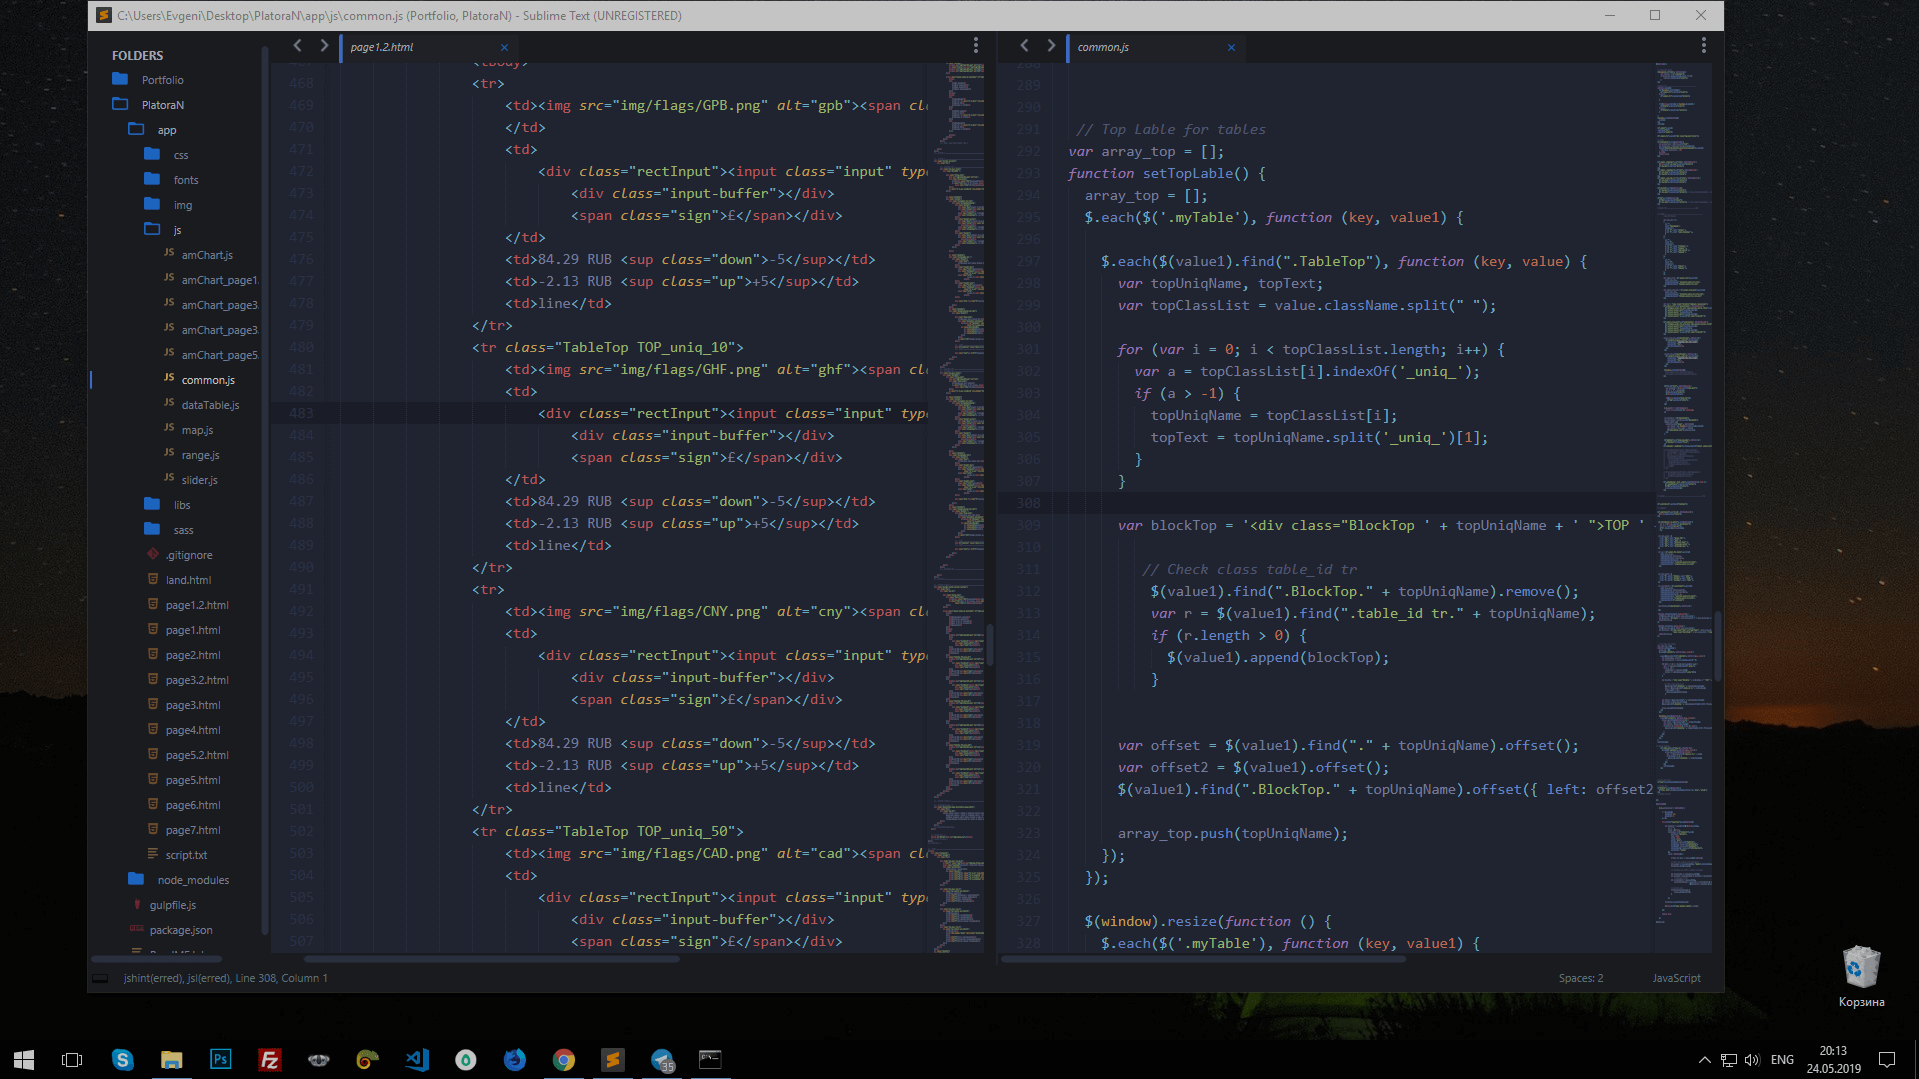 C:\Users\Evgeni\Desktop\PlatoraN\app\js\common.js (Portfolio, PlatoraN) - Sublime Text (UNREGISTERED)
FOLDERS
Portfolio
PlatoraN
app
css
fonts
img
js
amChart.js
amChart_page1.
amChart_page3.
amChart_page3.
amChart_page5.
common.js
dataTable.js
map.js
range.js
slider.js
libs
sass
.gitignore
land.html
page1.2.html
page1.html
page2.html
page3.2.html
page3.html
page4.html
page5.2.html
page5.html
page6.html
page7.html
script.txt
node_modules
gulpfile.js
package.json
page1.2.html
468 <tr>
469 <td><img src="img/flags/GPB.png" alt="gpb"><span cl
470 </td>
471 <td>
472 <div class="rectInput"><input class="input" typ
473 <div class="input-buffer"></div>
474 <span class="sign">£</span></div>
475 </td>
476 <td>84.29 RUB <sup class="down">-5</sup></td>
477 <td>-2.13 RUB <sup class="up">+5</sup></td>
478 <td>line</td>
479 </tr>
480 <tr class="TableTop TOP_uniq_10">
481 <td><img src="img/flags/GHF.png" alt="ghf"><span cl
482 <td>
483 <div class="rectInput"><input class="input" typ
484 <div class="input-buffer"></div>
485 <span class="sign">£</span></div>
486 </td>
487 <td>84.29 RUB <sup class="down">-5</sup></td>
488 <td>-2.13 RUB <sup class="up">+5</sup></td>
489 <td>line</td>
490 </tr>
491 <tr>
492 <td><img src="img/flags/CNY.png" alt="cny"><span cl
493 <td>
494 <div class="rectInput"><input class="input" typ
495 <div class="input-buffer"></div>
496 <span class="sign">£</span></div>
497 </td>
498 <td>84.29 RUB <sup class="down">-5</sup></td>
499 <td>-2.13 RUB <sup class="up">+5</sup></td>
500 <td>line</td>
501 </tr>
502 <tr class="TableTop TOP_uniq_50">
503 <td><img src="img/flags/CAD.png" alt="cad"><span cl
504 <td>
505 <div class="rectInput"><input class="input" typ
506 <div class="input-buffer"></div>
507 <span class="sign">£</span></div>
common.js
289
290
291 // Top Lable for tables
292 var array_top = [];
293 function setTopLable() {
294 array_top = [];
295 $.each($('.myTable'), function (key, value1) {
296
297 $.each($(value1).find(".TableTop"), function (key, value) {
298 var topUniqName, topText;
299 var topClassList = value.className.split(" ");
300
301 for (var i = 0; i < topClassList.length; i++) {
302 var a = topClassList[i].indexOf('_uniq_');
303 if (a > -1) {
304 topUniqName = topClassList[i];
305 topText = topUniqName.split('_uniq_')[1];
306 }
307 }
308
309 var blockTop = '<div class="BlockTop ' + topUniqName + ' ">TOP '
310
311 // Check class table_id tr
312 $(value1).find(".BlockTop." + topUniqName).remove();
313 var r = $(value1).find(".table_id tr." + topUniqName);
314 if (r.length > 0) {
315 $(value1).append(blockTop);
316 }
317
318
319 var offset = $(value1).find("." + topUniqName).offset();
320 var offset2 = $(value1).offset();
321 $(value1).find(".BlockTop." + topUniqName).offset({ left: offset2
322
323 array_top.push(topUniqName);
324 });
325 });
326
327 $(window).resize(function () {
328 $.each($('.myTable'), function (key, value1) {
jshint(erred), jsl(erred), Line 308, Column 1
Spaces: 2
JavaScript
Корзина
35
ENG
20:13
24.05.2019